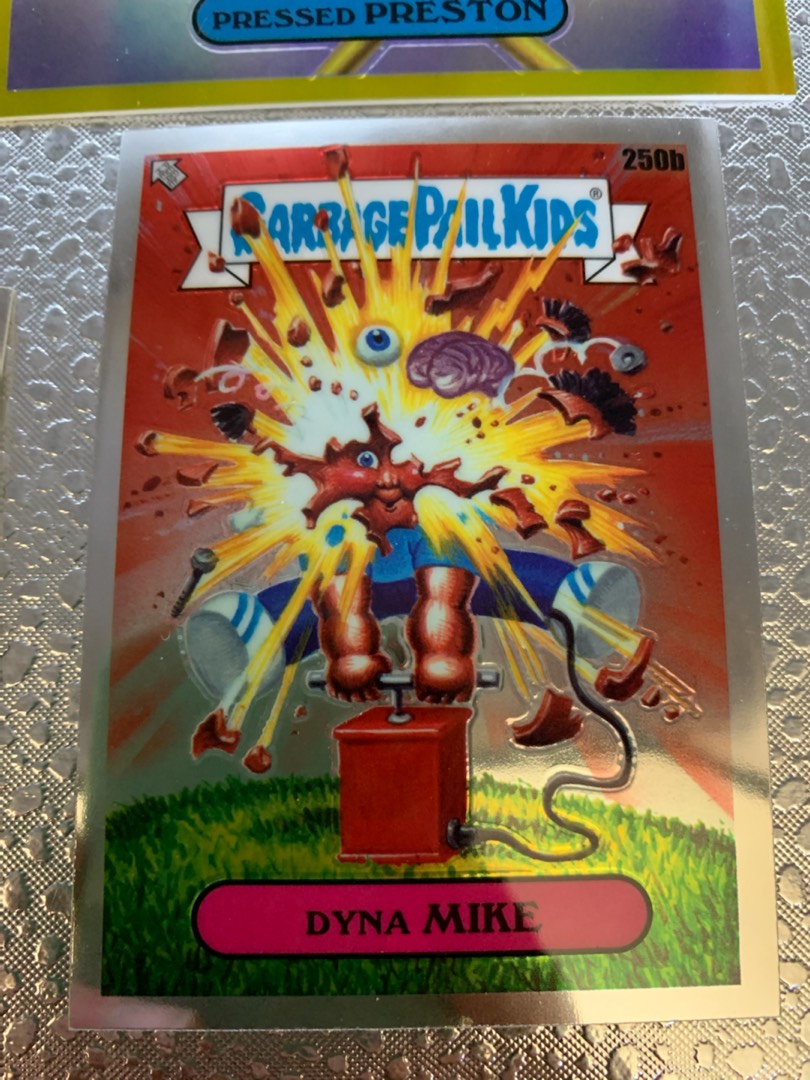 PRESSED PRESTON
250b
GARBAGE PAIL KIDS®
DYNA MIKE